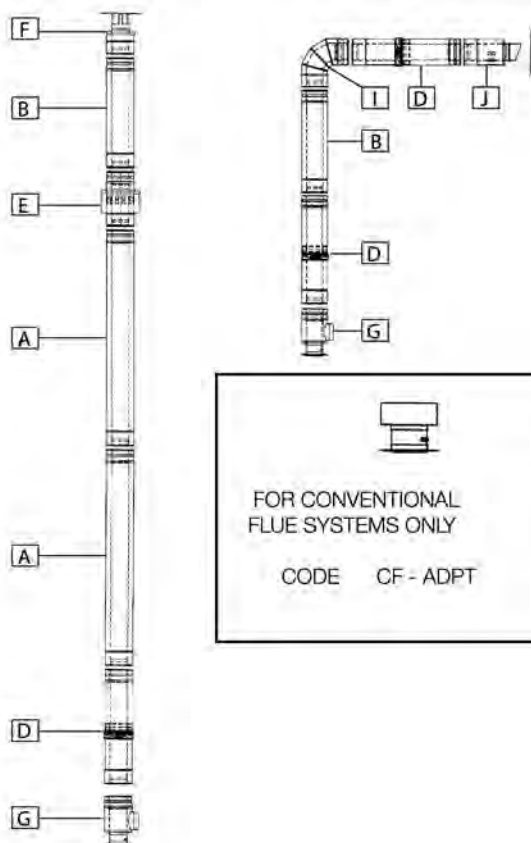 F
B
E
A
A
D
G
I
D
J
B
D
G
FOR CONVENTIONAL
FLUE SYSTEMS ONLY
CODE CF - ADPT